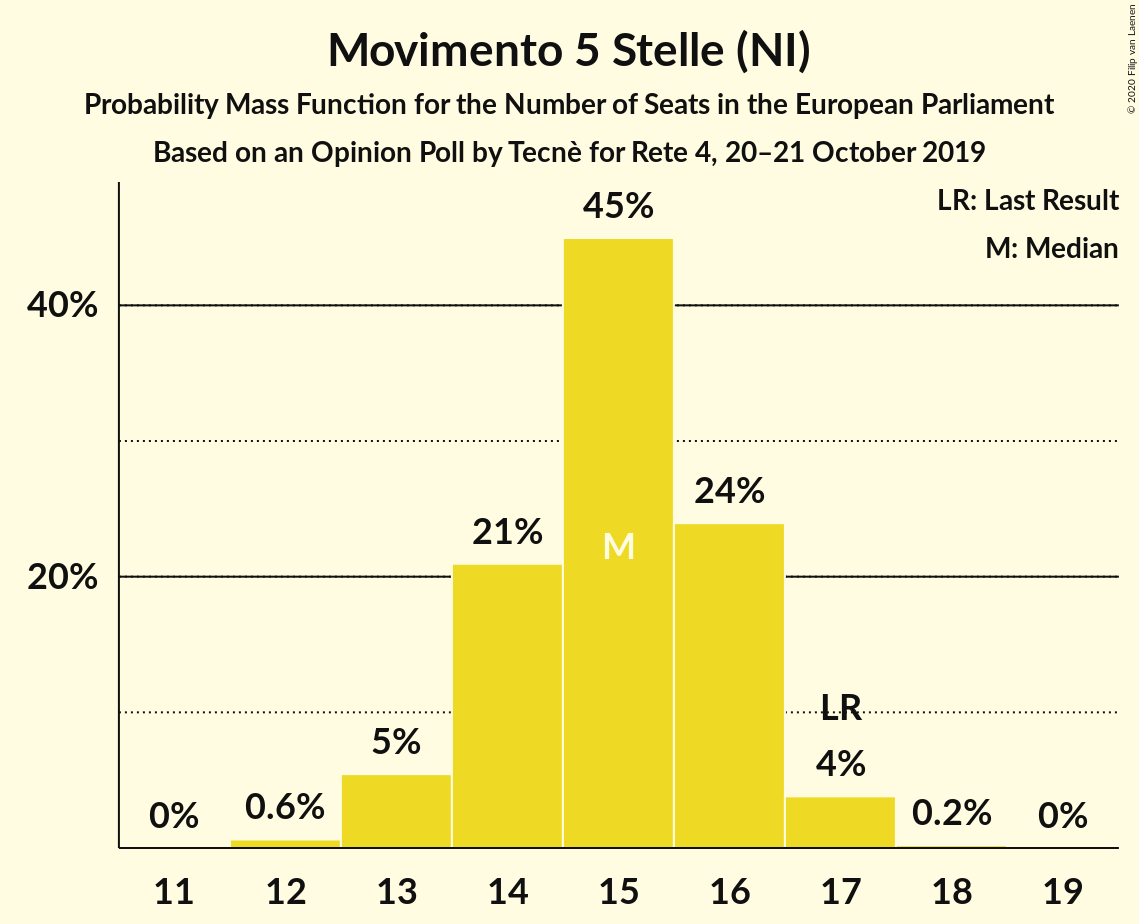 Movimento 5 Stelle (NI)
Probability Mass Function for the Number of Seats in the European Parliament
Based on an Opinion Poll by Tecnè for Rete 4, 20–21 October 2019
© 2020 Filip van Laenen
LR: Last Result
M: Median
40%
20%
0%
0.6%
5%
21%
45%
M
24%
LR
4%
0.2%
0%
11 12 13 14 15 16 17 18 19